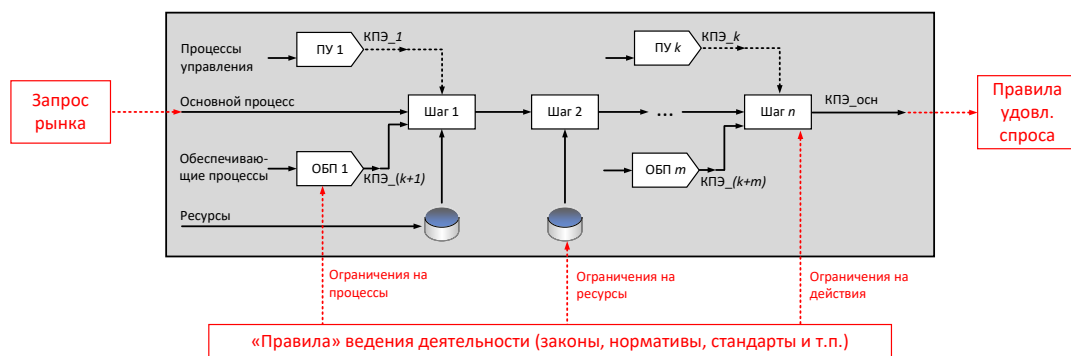 КПЭ_1
КПЭ_k
Процессы
управления
ПУ 1
ПУ k
Запрос
рынка
Основной процесс
Шаг 1
Шаг 2
...
Шаг n
КПЭ_осн
Правила
удовл.
спроса
Обеспечиваю-
щие процессы
ОБП 1
КПЭ_(k+1)
ОБП m
КПЭ_(k+m)
Ресурсы
Ограничения на
процессы
Ограничения на
ресурсы
Ограничения на
действия
«Правила» ведения деятельности (законы, нормативы, стандарты и т.п.)